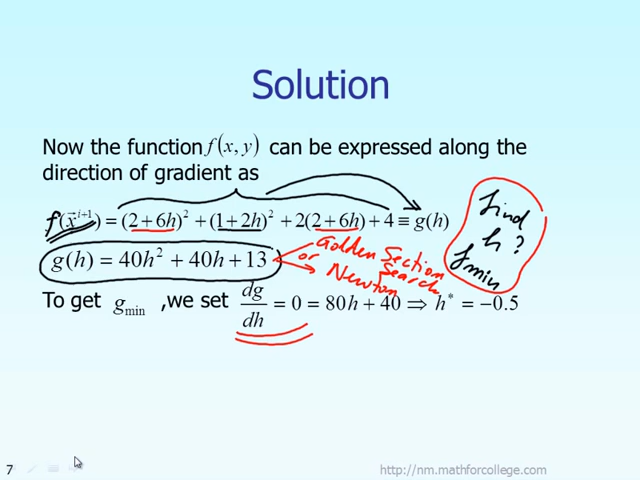 Solution
Now the function f(x, y) can be expressed along the
direction of gradient as
f(x⃗^{i+1}) = (2 + 6h)² + (1 + 2h)² + 2(2 + 6h) + 4 ≡ g(h)
find
h ?
fmin
g(h) = 40h² + 40h + 13
Golden Section
Search
or
Newton
To get g_min ,we set dg/dh = 0 = 80h + 40 ⇒ h* = −0.5
7
http://nm.mathforcollege.com